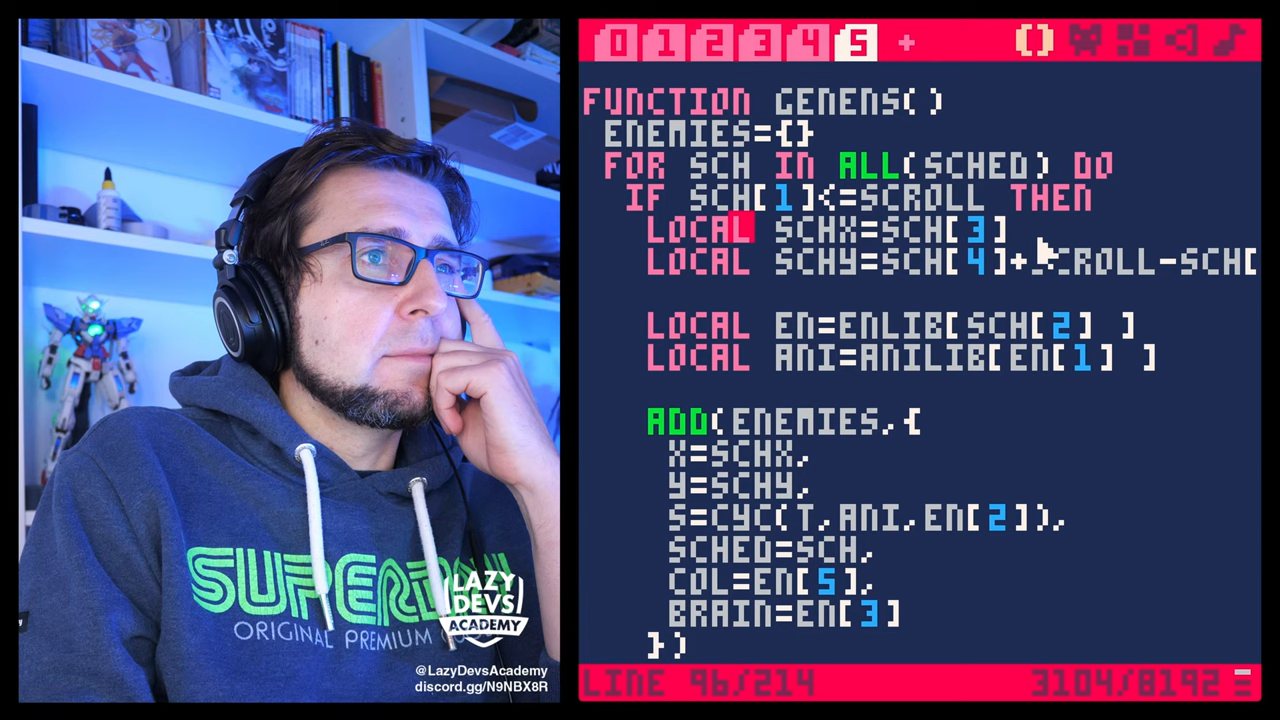 0 1 2 3 4 5 +
FUNCTION GENENS()
ENEMIES={}
FOR SCH IN ALL(SCHED) DO
IF SCH[1]<=SCROLL THEN
LOCAL SCHX=SCH[3]
LOCAL SCHY=SCH[4]+SCROLL-SCH[
LOCAL EN=ENLIB[SCH[2] ]
LOCAL ANI=ANILIB[EN[1] ]
ADD(ENEMIES,{
X=SCHX,
Y=SCHY,
S=CYC(T,ANI,EN[2]),
SCHED=SCH,
COL=EN[5],
BRAIN=EN[3]
})
LINE 96/214 3104/8192
ORIGINAL PREMIUM
LAZY
DEVS
ACADEMY
@LazyDevsAcademy
discord.gg/N9NBX8R